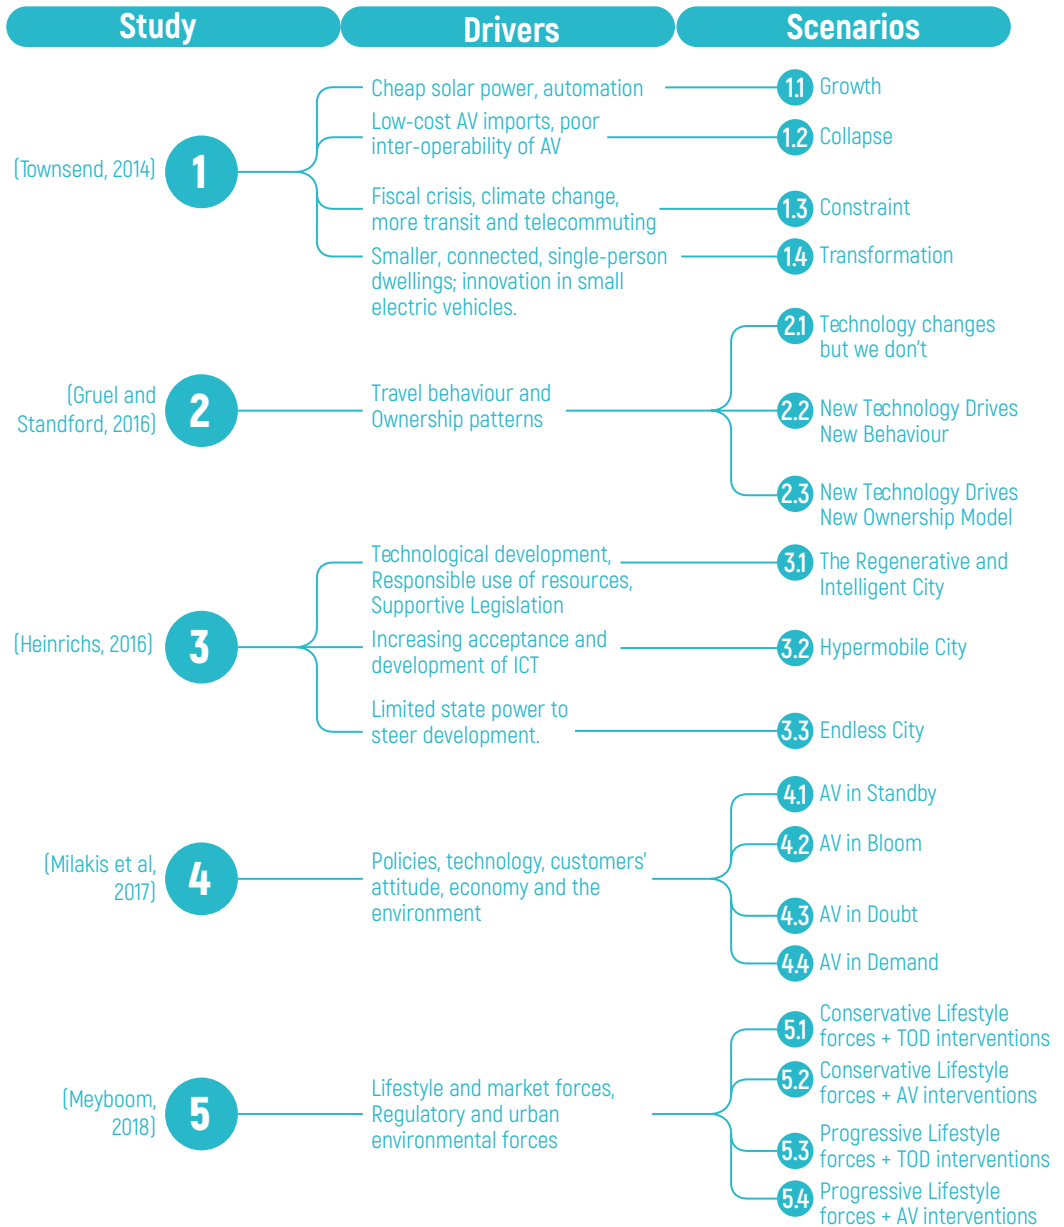 Study
Drivers
Scenarios
(Townsend, 2014)
1
Cheap solar power, automation
1.1
Growth
Low-cost AV imports, poor
inter-operability of AV
1.2
Collapse
Fiscal crisis, climate change,
more transit and telecommuting
1.3
Constraint
Smaller, connected, single-person
dwellings; innovation in small
electric vehicles.
1.4
Transformation
(Gruel and
Standford, 2016)
2
Travel behaviour and
Ownership patterns
2.1
Technology changes
but we don't
2.2
New Technology Drives
New Behaviour
2.3
New Technology Drives
New Ownership Model
(Heinrichs, 2016)
3
Technological development,
Responsible use of resources,
Supportive Legislation
3.1
The Regenerative and
Intelligent City
Increasing acceptance and
development of ICT
3.2
Hypermobile City
Limited state power to
steer development.
3.3
Endless City
(Milakis et al,
2017)
4
Policies, technology, customers'
attitude, economy and the
environment
4.1
AV in Standby
4.2
AV in Bloom
4.3
AV in Doubt
4.4
AV in Demand
(Meyboom,
2018)
5
Lifestyle and market forces,
Regulatory and urban
environmental forces
5.1
Conservative Lifestyle
forces + TOD interventions
5.2
Conservative Lifestyle
forces + AV interventions
5.3
Progressive Lifestyle
forces + TOD interventions
5.4
Progressive Lifestyle
forces + AV interventions